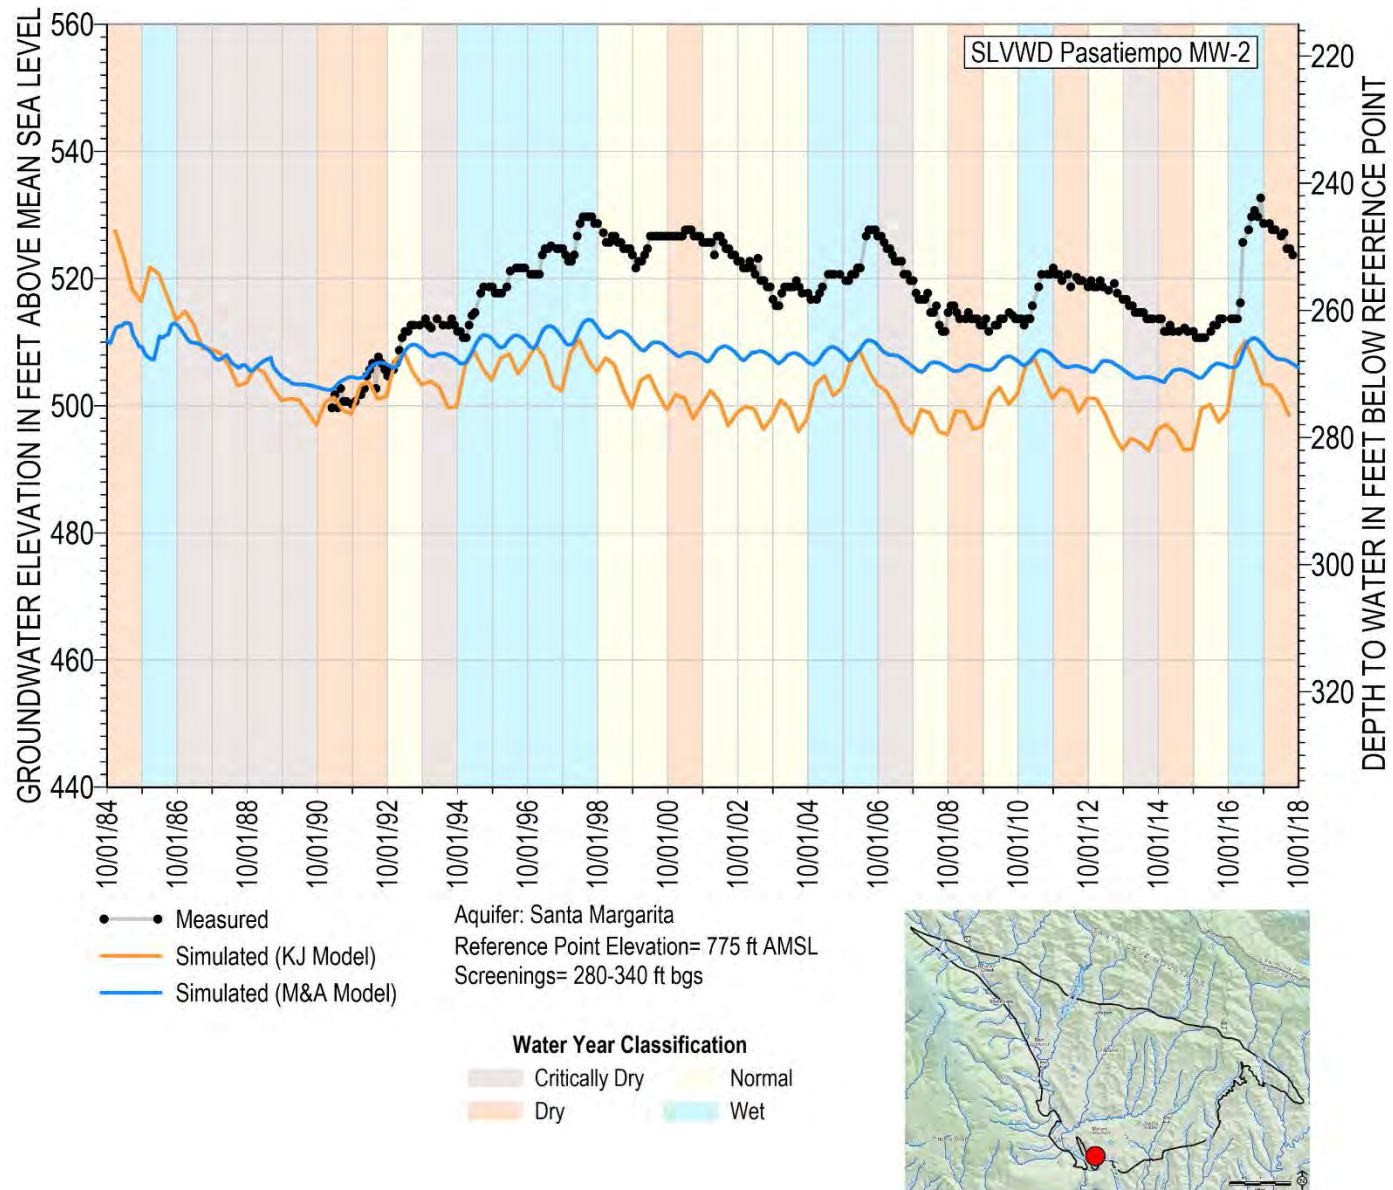 SLVWD Pasatiempo MW-2
GROUNDWATER ELEVATION IN FEET ABOVE MEAN SEA LEVEL
560
540
520
500
480
460
440
220
240
260
280
300
320
DEPTH TO WATER IN FEET BELOW REFERENCE POINT
10/01/84
10/01/86
10/01/88
10/01/90
10/01/92
10/01/94
10/01/96
10/01/98
10/01/00
10/01/02
10/01/04
10/01/06
10/01/08
10/01/10
10/01/12
10/01/14
10/01/16
10/01/18
Measured
Simulated (KJ Model)
Simulated (M&A Model)
Aquifer: Santa Margarita
Reference Point Elevation= 775 ft AMSL
Screenings= 280-340 ft bgs
Water Year Classification
Critically Dry
Normal
Dry
Wet
SANTA CRUZ MOUNTAINS